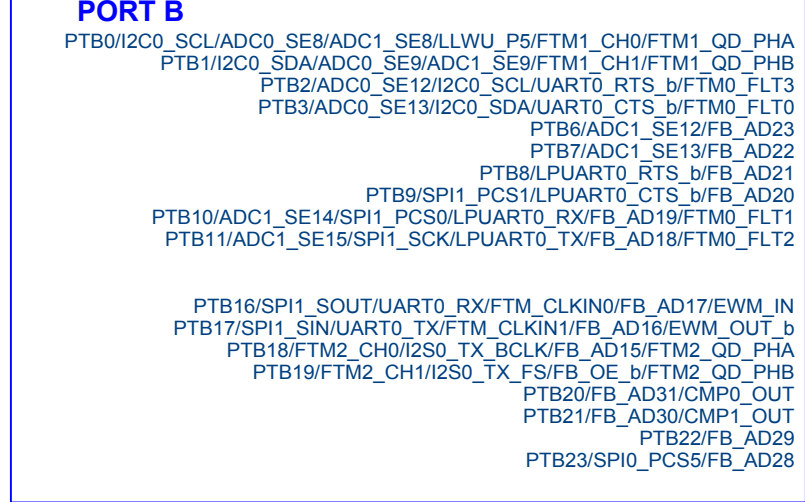 PORT B
PTB0/I2C0_SCL/ADC0_SE8/ADC1_SE8/LLWU_P5/FTM1_CH0/FTM1_QD_PHA
PTB1/I2C0_SDA/ADC0_SE9/ADC1_SE9/FTM1_CH1/FTM1_QD_PHB
PTB2/ADC0_SE12/I2C0_SCL/UART0_RTS_b/FTM0_FLT3
PTB3/ADC0_SE13/I2C0_SDA/UART0_CTS_b/FTM0_FLT0
PTB6/ADC1_SE12/FB_AD23
PTB7/ADC1_SE13/FB_AD22
PTB8/LPUART0_RTS_b/FB_AD21
PTB9/SPI1_PCS1/LPUART0_CTS_b/FB_AD20
PTB10/ADC1_SE14/SPI1_PCS0/LPUART0_RX/FB_AD19/FTM0_FLT1
PTB11/ADC1_SE15/SPI1_SCK/LPUART0_TX/FB_AD18/FTM0_FLT2
PTB16/SPI1_SOUT/UART0_RX/FTM_CLKIN0/FB_AD17/EWM_IN
PTB17/SPI1_SIN/UART0_TX/FTM_CLKIN1/FB_AD16/EWM_OUT_b
PTB18/FTM2_CH0/I2S0_TX_BCLK/FB_AD15/FTM2_QD_PHA
PTB19/FTM2_CH1/I2S0_TX_FS/FB_OE_b/FTM2_QD_PHB
PTB20/FB_AD31/CMP0_OUT
PTB21/FB_AD30/CMP1_OUT
PTB22/FB_AD29
PTB23/SPI0_PCS5/FB_AD28